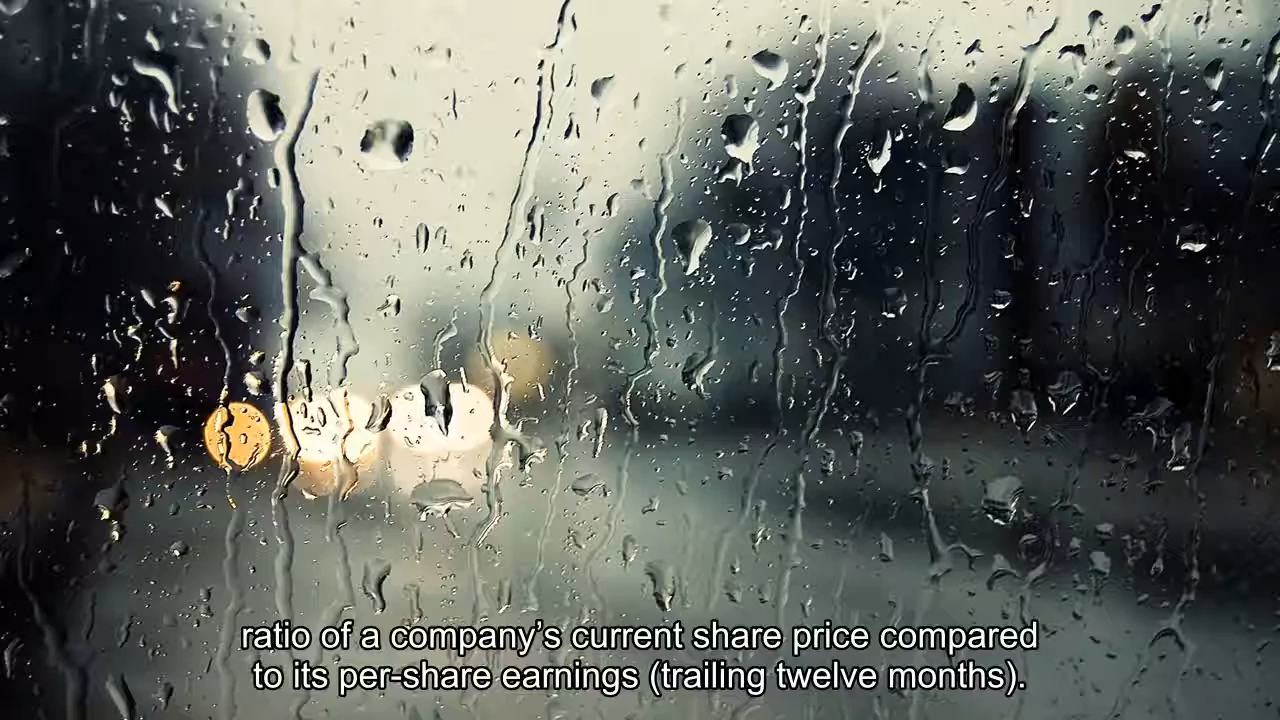 ratio of a company’s current share price compared
to its per-share earnings (trailing twelve months).